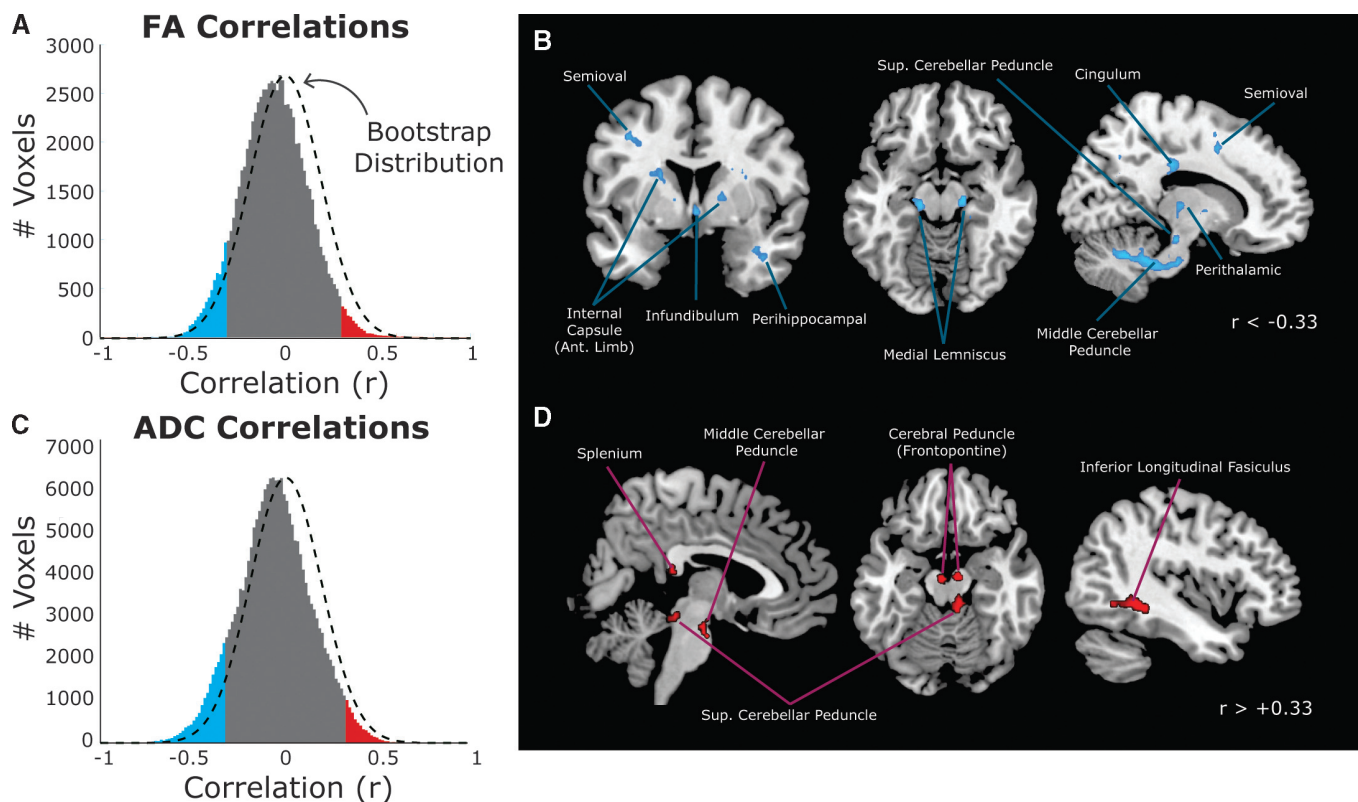 A
FA Correlations
3000
2500
2000
1500
1000
500
0
# Voxels
Bootstrap
Distribution
-1
-0.5
0
0.5
1
Correlation (r)
B
Semioval
Sup. Cerebellar Peduncle
Cingulum
Semioval
Internal
Capsule
(Ant. Limb)
Infundibulum
Perihippocampal
Medial Lemniscus
Perithalamic
Middle Cerebellar
Peduncle
r < -0.33
C
ADC Correlations
7000
6000
5000
4000
3000
2000
1000
0
# Voxels
-1
-0.5
0
0.5
1
Correlation (r)
D
Splenium
Middle Cerebellar
Peduncle
Cerebral Peduncle
(Frontopontine)
Inferior Longitudinal Fasiculus
Sup. Cerebellar Peduncle
r > +0.33